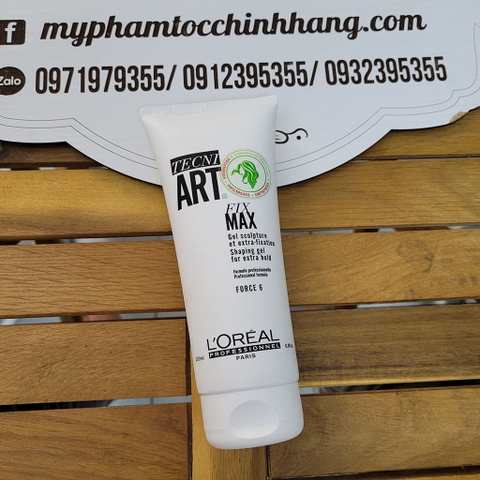 f myphamtocchinhhang.com
Zalo 0971979355/ 0912395355/ 0932395355
TECNI
ART
FIX
MAX
Gel sculpture
et extra-fixation
Shaping gel
for extra hold
Formule professionnelle
Professional formula
FORCE 6
L'ORÉAL
PROFESSIONNEL
PARIS